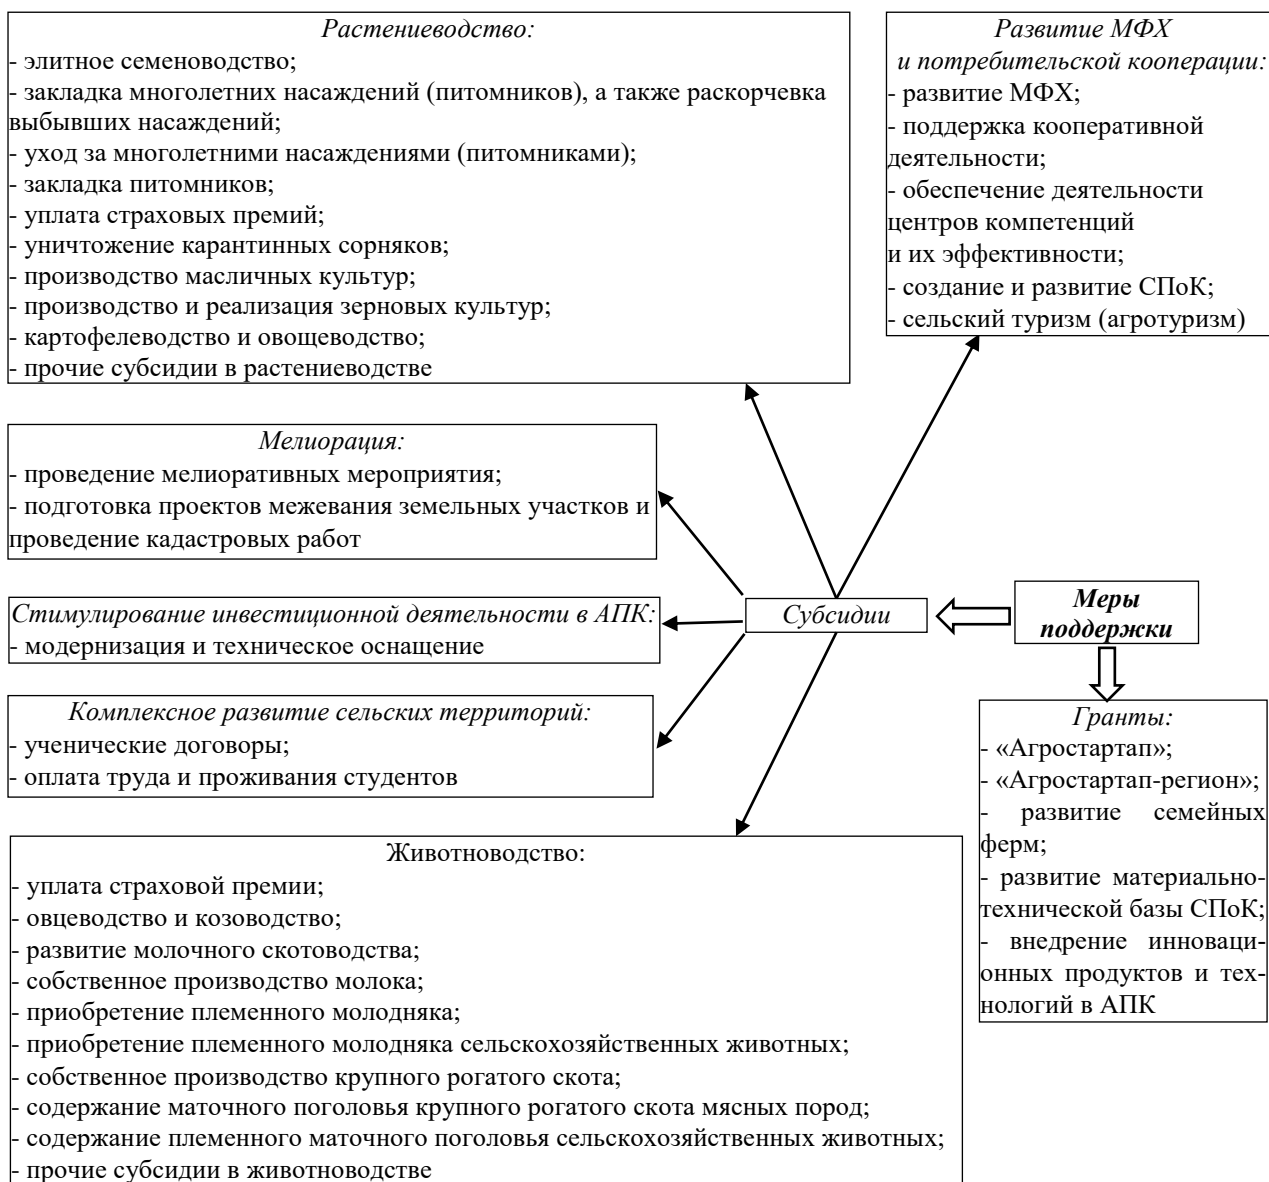 Растениеводство:
- элитное семеноводство;
- закладка многолетних насаждений (питомников), а также раскорчевка
выбывших насаждений;
- уход за многолетними насаждениями (питомниками);
- закладка питомников;
- уплата страховых премий;
- уничтожение карантинных сорняков;
- производство масличных культур;
- производство и реализация зерновых культур;
- картофелеводство и овощеводство;
- прочие субсидии в растениеводстве
Развитие МФХ
и потребительской кооперации:
- развитие МФХ;
- поддержка кооперативной
деятельности;
- обеспечение деятельности
центров компетенций
и их эффективности;
- создание и развитие СПоК;
- сельский туризм (агротуризм)
Мелиорация:
- проведение мелиоративных мероприятия;
- подготовка проектов межевания земельных участков и
проведение кадастровых работ
Стимулирование инвестиционной деятельности в АПК:
- модернизация и техническое оснащение
Субсидии
Меры
поддержки
Комплексное развитие сельских территорий:
- ученические договоры;
- оплата труда и проживания студентов
Гранты:
- «Агростартап»;
- «Агростартап-регион»;
- развитие семейных
ферм;
- развитие материально-
технической базы СПоК;
- внедрение инноваци-
онных продуктов и тех-
нологий в АПК
Животноводство:
- уплата страховой премии;
- овцеводство и козоводство;
- развитие молочного скотоводства;
- собственное производство молока;
- приобретение племенного молодняка;
- приобретение племенного молодняка сельскохозяйственных животных;
- собственное производство крупного рогатого скота;
- содержание маточного поголовья крупного рогатого скота мясных пород;
- содержание племенного маточного поголовья сельскохозяйственных животных;
- прочие субсидии в животноводстве